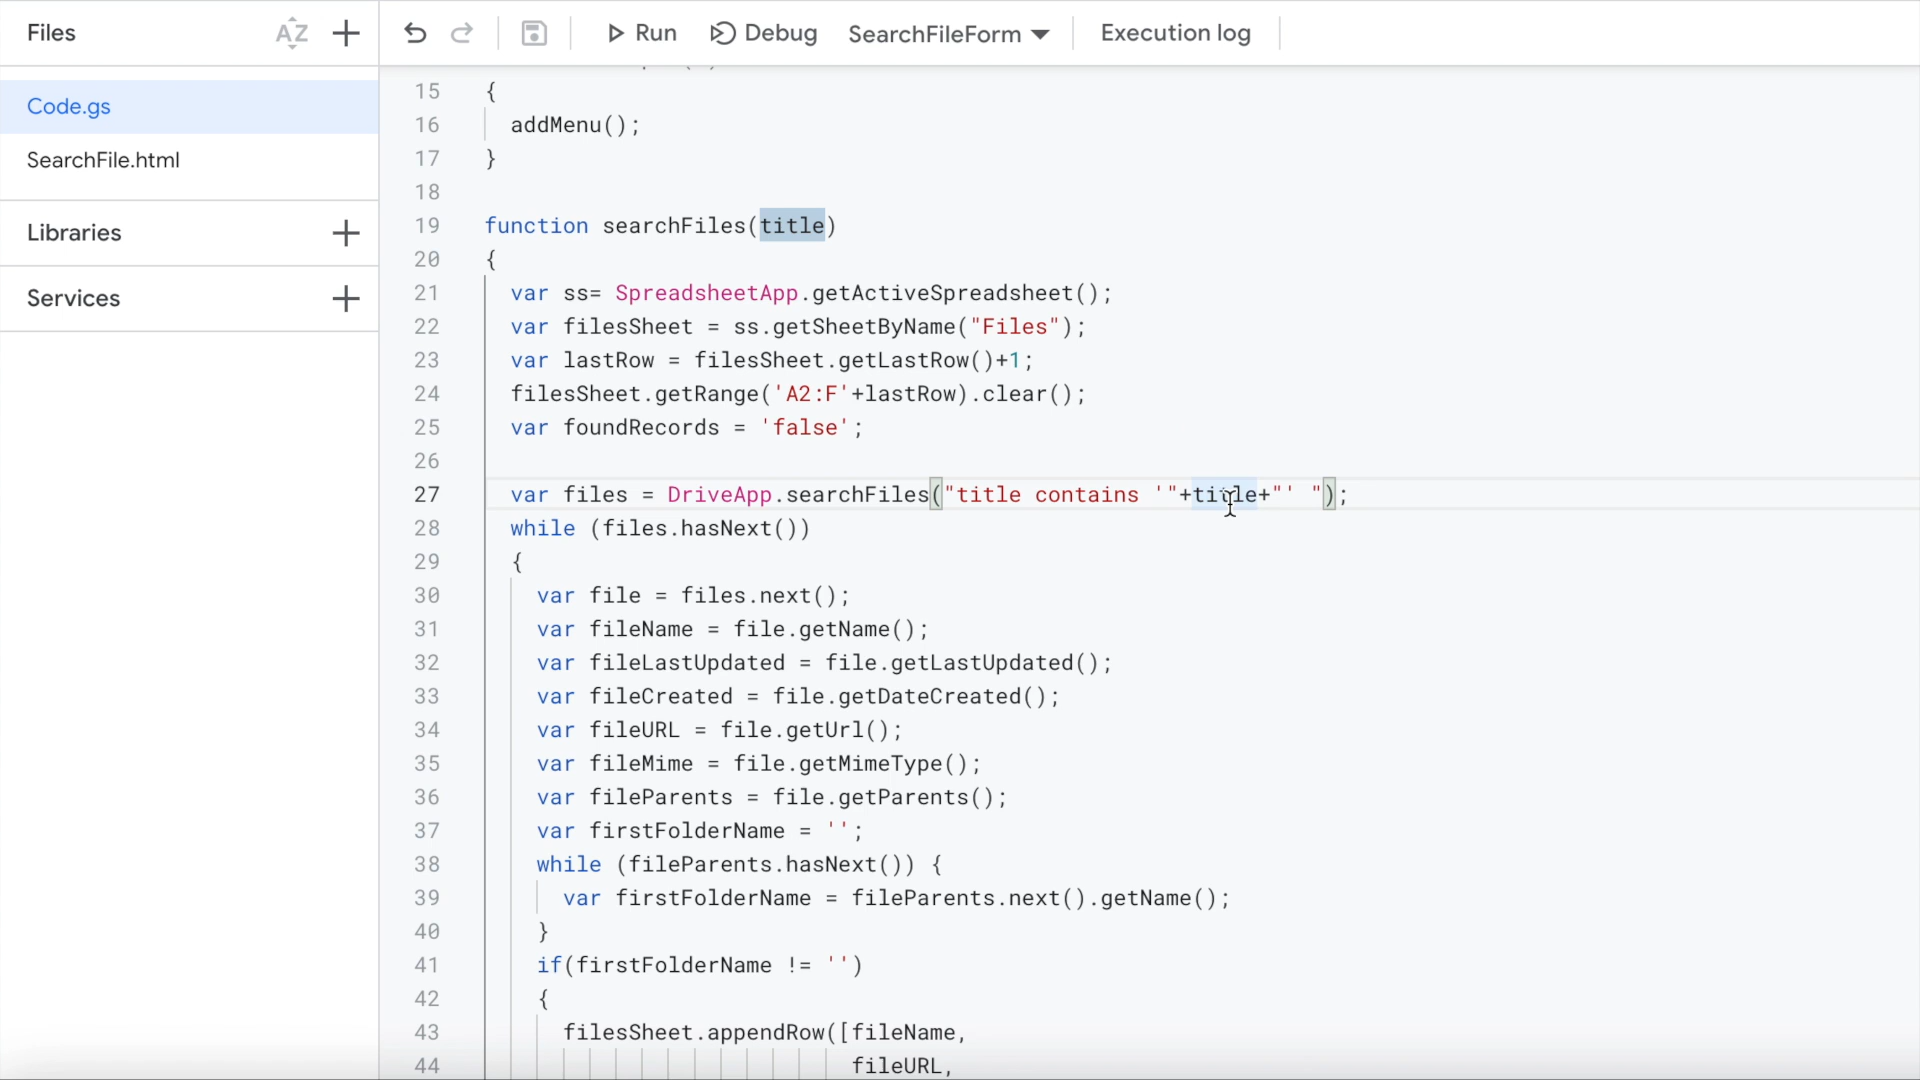 Files
AZ
Run
Debug
SearchFileForm
Execution log
Code.gs
SearchFile.html
Libraries
Services
15 {
16 addMenu();
17 }
18
19 function searchFiles(title)
20 {
21 var ss= SpreadsheetApp.getActiveSpreadsheet();
22 var filesSheet = ss.getSheetByName("Files");
23 var lastRow = filesSheet.getLastRow()+1;
24 filesSheet.getRange('A2:F'+lastRow).clear();
25 var foundRecords = 'false';
26
27 var files = DriveApp.searchFiles("title contains '"+title+"' ");
28 while (files.hasNext())
29 {
30 var file = files.next();
31 var fileName = file.getName();
32 var fileLastUpdated = file.getLastUpdated();
33 var fileCreated = file.getDateCreated();
34 var fileURL = file.getUrl();
35 var fileMime = file.getMimeType();
36 var fileParents = file.getParents();
37 var firstFolderName = '';
38 while (fileParents.hasNext()) {
39 var firstFolderName = fileParents.next().getName();
40 }
41 if(firstFolderName != '')
42 {
43 filesSheet.appendRow([fileName,
44 fileURL,